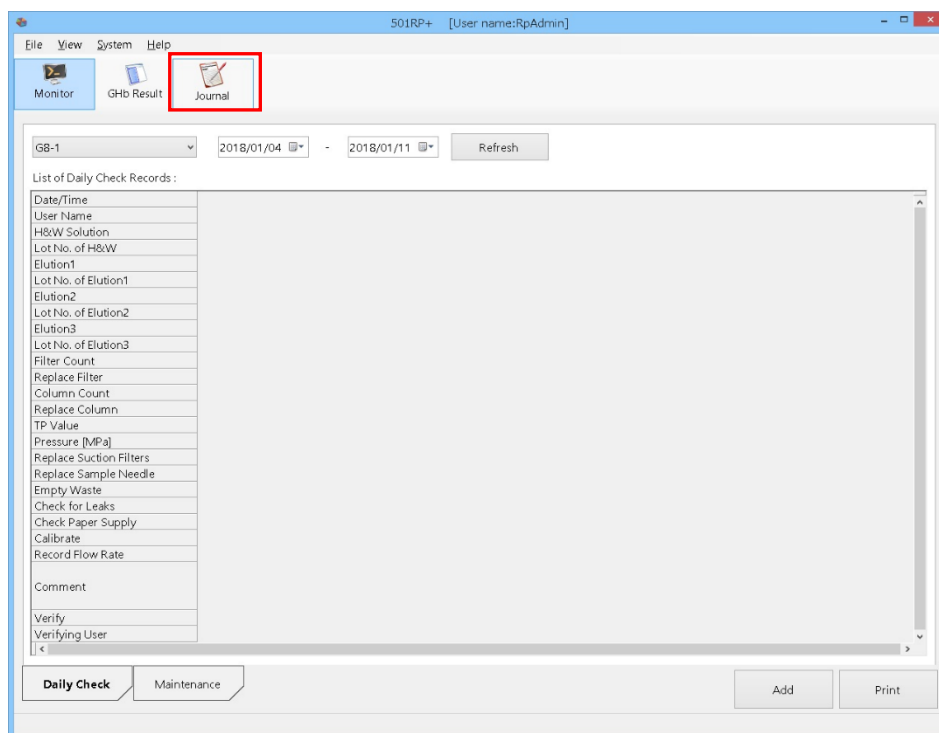 501RP+ [User name:RpAdmin]
File View System Help
Monitor GHb Result Journal
G8-1 2018/01/04 - 2018/01/11 Refresh
List of Daily Check Records :
Date/Time
User Name
H&W Solution
Lot No. of H&W
Elution1
Lot No. of Elution1
Elution2
Lot No. of Elution2
Elution3
Lot No. of Elution3
Filter Count
Replace Filter
Column Count
Replace Column
TP Value
Pressure [MPa]
Replace Suction Filters
Replace Sample Needle
Empty Waste
Check for Leaks
Check Paper Supply
Calibrate
Record Flow Rate
Comment
Verify
Verifying User
Daily Check Maintenance Add Print